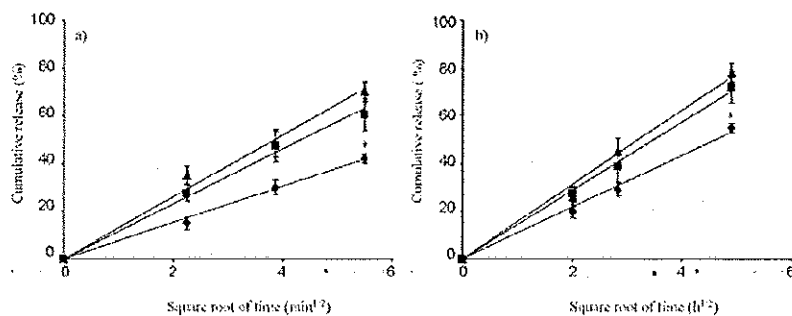 a)
100
80
60
40
20
0
Cumulative release (%)
0 2 4 6
Square root of time (min1/2)
b)
100
80
60
40
20
0
Cumulative release (%)
0 2 4 6
Square root of time (h1/2)